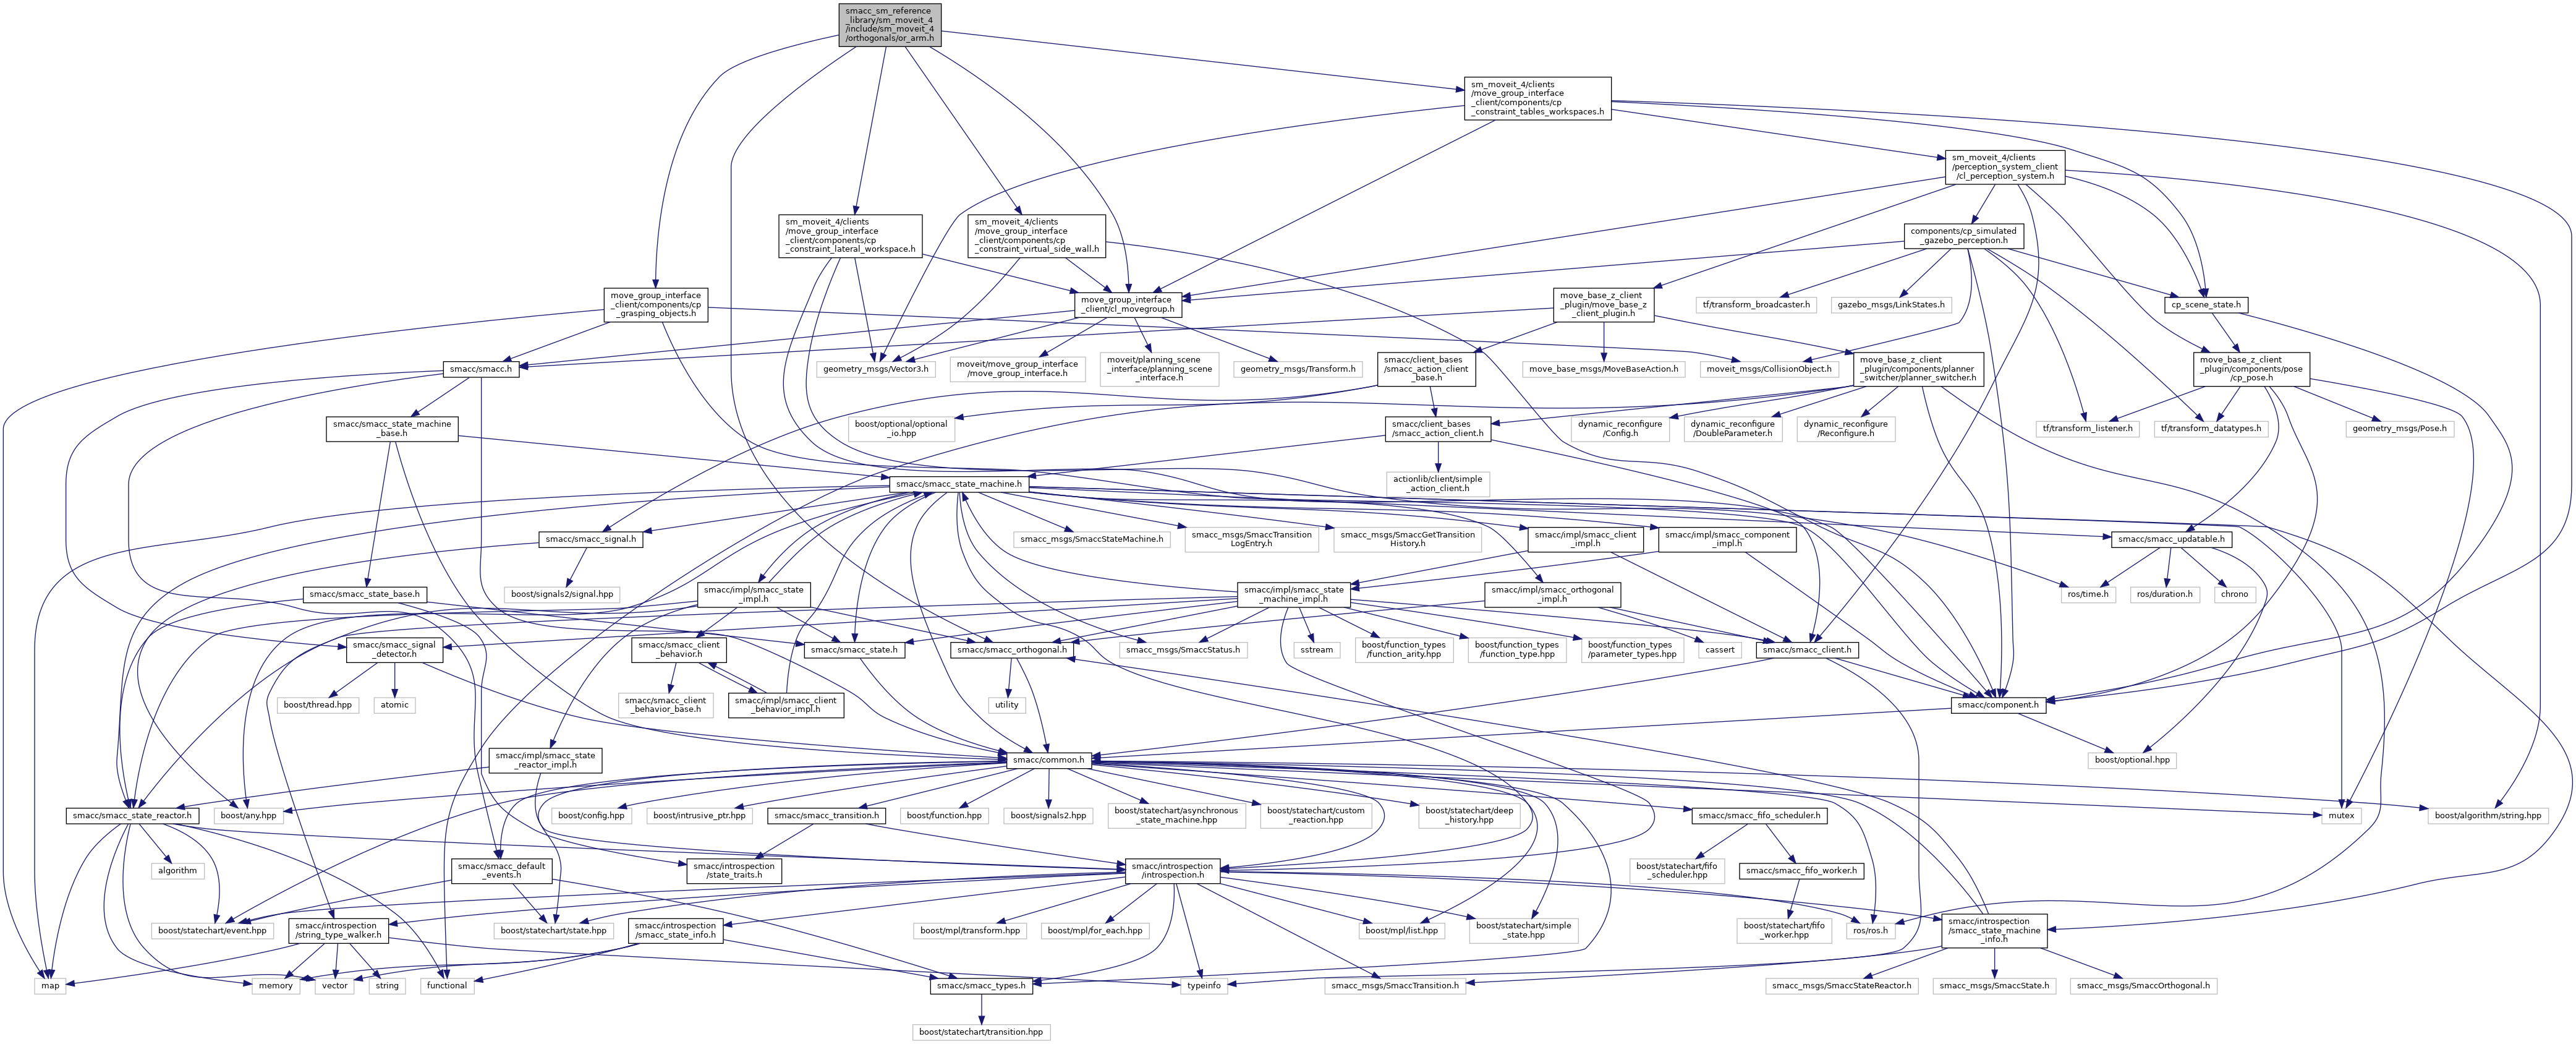 smacc_sm_reference
_library/sm_moveit_4
/include/sm_moveit_4
/orthogonals/or_arm.h
sm_moveit_4/clients
/move_group_interface
_client/components/cp
_constraint_tables_workspaces.h
sm_moveit_4/clients
/perception_system_client
/cl_perception_system.h
sm_moveit_4/clients
/move_group_interface
_client/components/cp
_constraint_lateral_workspace.h
sm_moveit_4/clients
/move_group_interface
_client/components/cp
_constraint_virtual_side_wall.h
components/cp_simulated
_gazebo_perception.h
move_group_interface
_client/components/cp
_grasping_objects.h
move_group_interface
_client/cl_movegroup.h
move_base_z_client
_plugin/move_base_z
_client_plugin.h
tf/transform_broadcaster.h
gazebo_msgs/LinkStates.h
cp_scene_state.h
smacc/smacc.h
geometry_msgs/Vector3.h
moveit/move_group_interface
/move_group_interface.h
moveit/planning_scene
_interface/planning_scene
_interface.h
geometry_msgs/Transform.h
smacc/client_bases
/smacc_action_client
_base.h
move_base_msgs/MoveBaseAction.h
moveit_msgs/CollisionObject.h
move_base_z_client
_plugin/components/planner
_switcher/planner_switcher.h
move_base_z_client
_plugin/components/pose
/cp_pose.h
smacc/smacc_state_machine
_base.h
boost/optional/optional
_io.hpp
smacc/client_bases
/smacc_action_client.h
dynamic_reconfigure
/Config.h
dynamic_reconfigure
/DoubleParameter.h
dynamic_reconfigure
/Reconfigure.h
tf/transform_listener.h
tf/transform_datatypes.h
geometry_msgs/Pose.h
smacc/smacc_state_machine.h
actionlib/client/simple
_action_client.h
smacc/smacc_signal.h
smacc_msgs/SmaccStateMachine.h
smacc_msgs/SmaccTransition
LogEntry.h
smacc_msgs/SmaccGetTransition
History.h
smacc/impl/smacc_client
_impl.h
smacc/impl/smacc_component
_impl.h
smacc/smacc_updatable.h
smacc/smacc_state_base.h
boost/signals2/signal.hpp
smacc/impl/smacc_state
_impl.h
smacc/impl/smacc_state
_machine_impl.h
smacc/impl/smacc_orthogonal
_impl.h
ros/time.h
ros/duration.h
chrono
smacc/smacc_signal
_detector.h
smacc/smacc_client
_behavior.h
smacc/smacc_state.h
smacc/smacc_orthogonal.h
smacc_msgs/SmaccStatus.h
sstream
boost/function_types
/function_arity.hpp
boost/function_types
/function_type.hpp
boost/function_types
/parameter_types.hpp
cassert
smacc/smacc_client.h
boost/thread.hpp
atomic
smacc/smacc_client
_behavior_base.h
smacc/impl/smacc_client
_behavior_impl.h
utility
smacc/component.h
smacc/impl/smacc_state
_reactor_impl.h
smacc/common.h
boost/optional.hpp
smacc/smacc_state_reactor.h
boost/any.hpp
boost/config.hpp
boost/intrusive_ptr.hpp
smacc/smacc_transition.h
boost/function.hpp
boost/signals2.hpp
boost/statechart/asynchronous
_state_machine.hpp
boost/statechart/custom
_reaction.hpp
boost/statechart/deep
_history.hpp
smacc/smacc_fifo_scheduler.h
mutex
boost/algorithm/string.hpp
algorithm
smacc/smacc_default
_events.h
smacc/introspection
/state_traits.h
smacc/introspection
/introspection.h
boost/statechart/fifo
_scheduler.hpp
smacc/smacc_fifo_worker.h
boost/statechart/event.hpp
smacc/introspection
/string_type_walker.h
boost/statechart/state.hpp
smacc/introspection
/smacc_state_info.h
boost/mpl/transform.hpp
boost/mpl/for_each.hpp
boost/mpl/list.hpp
boost/statechart/simple
_state.hpp
boost/statechart/fifo
_worker.hpp
ros/ros.h
smacc/introspection
/smacc_state_machine
_info.h
map
memory
vector
string
functional
smacc/smacc_types.h
typeinfo
smacc_msgs/SmaccTransition.h
smacc_msgs/SmaccStateReactor.h
smacc_msgs/SmaccState.h
smacc_msgs/SmaccOrthogonal.h
boost/statechart/transition.hpp